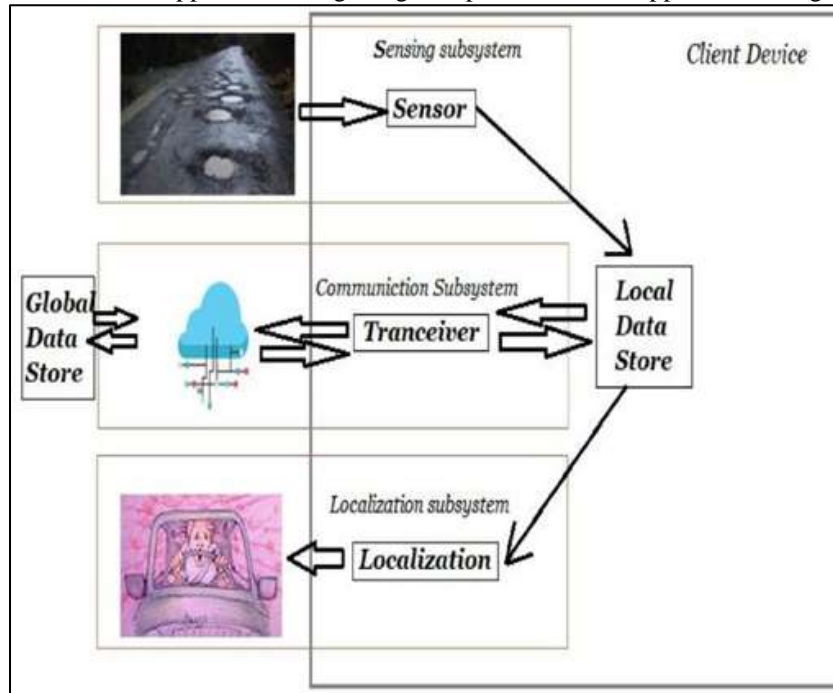 Sensing subsystem
Client Device
Sensor
Communiction Subsystem
Global
Data
Store
Tranceiver
Local
Data
Store
Localization subsystem
Localization